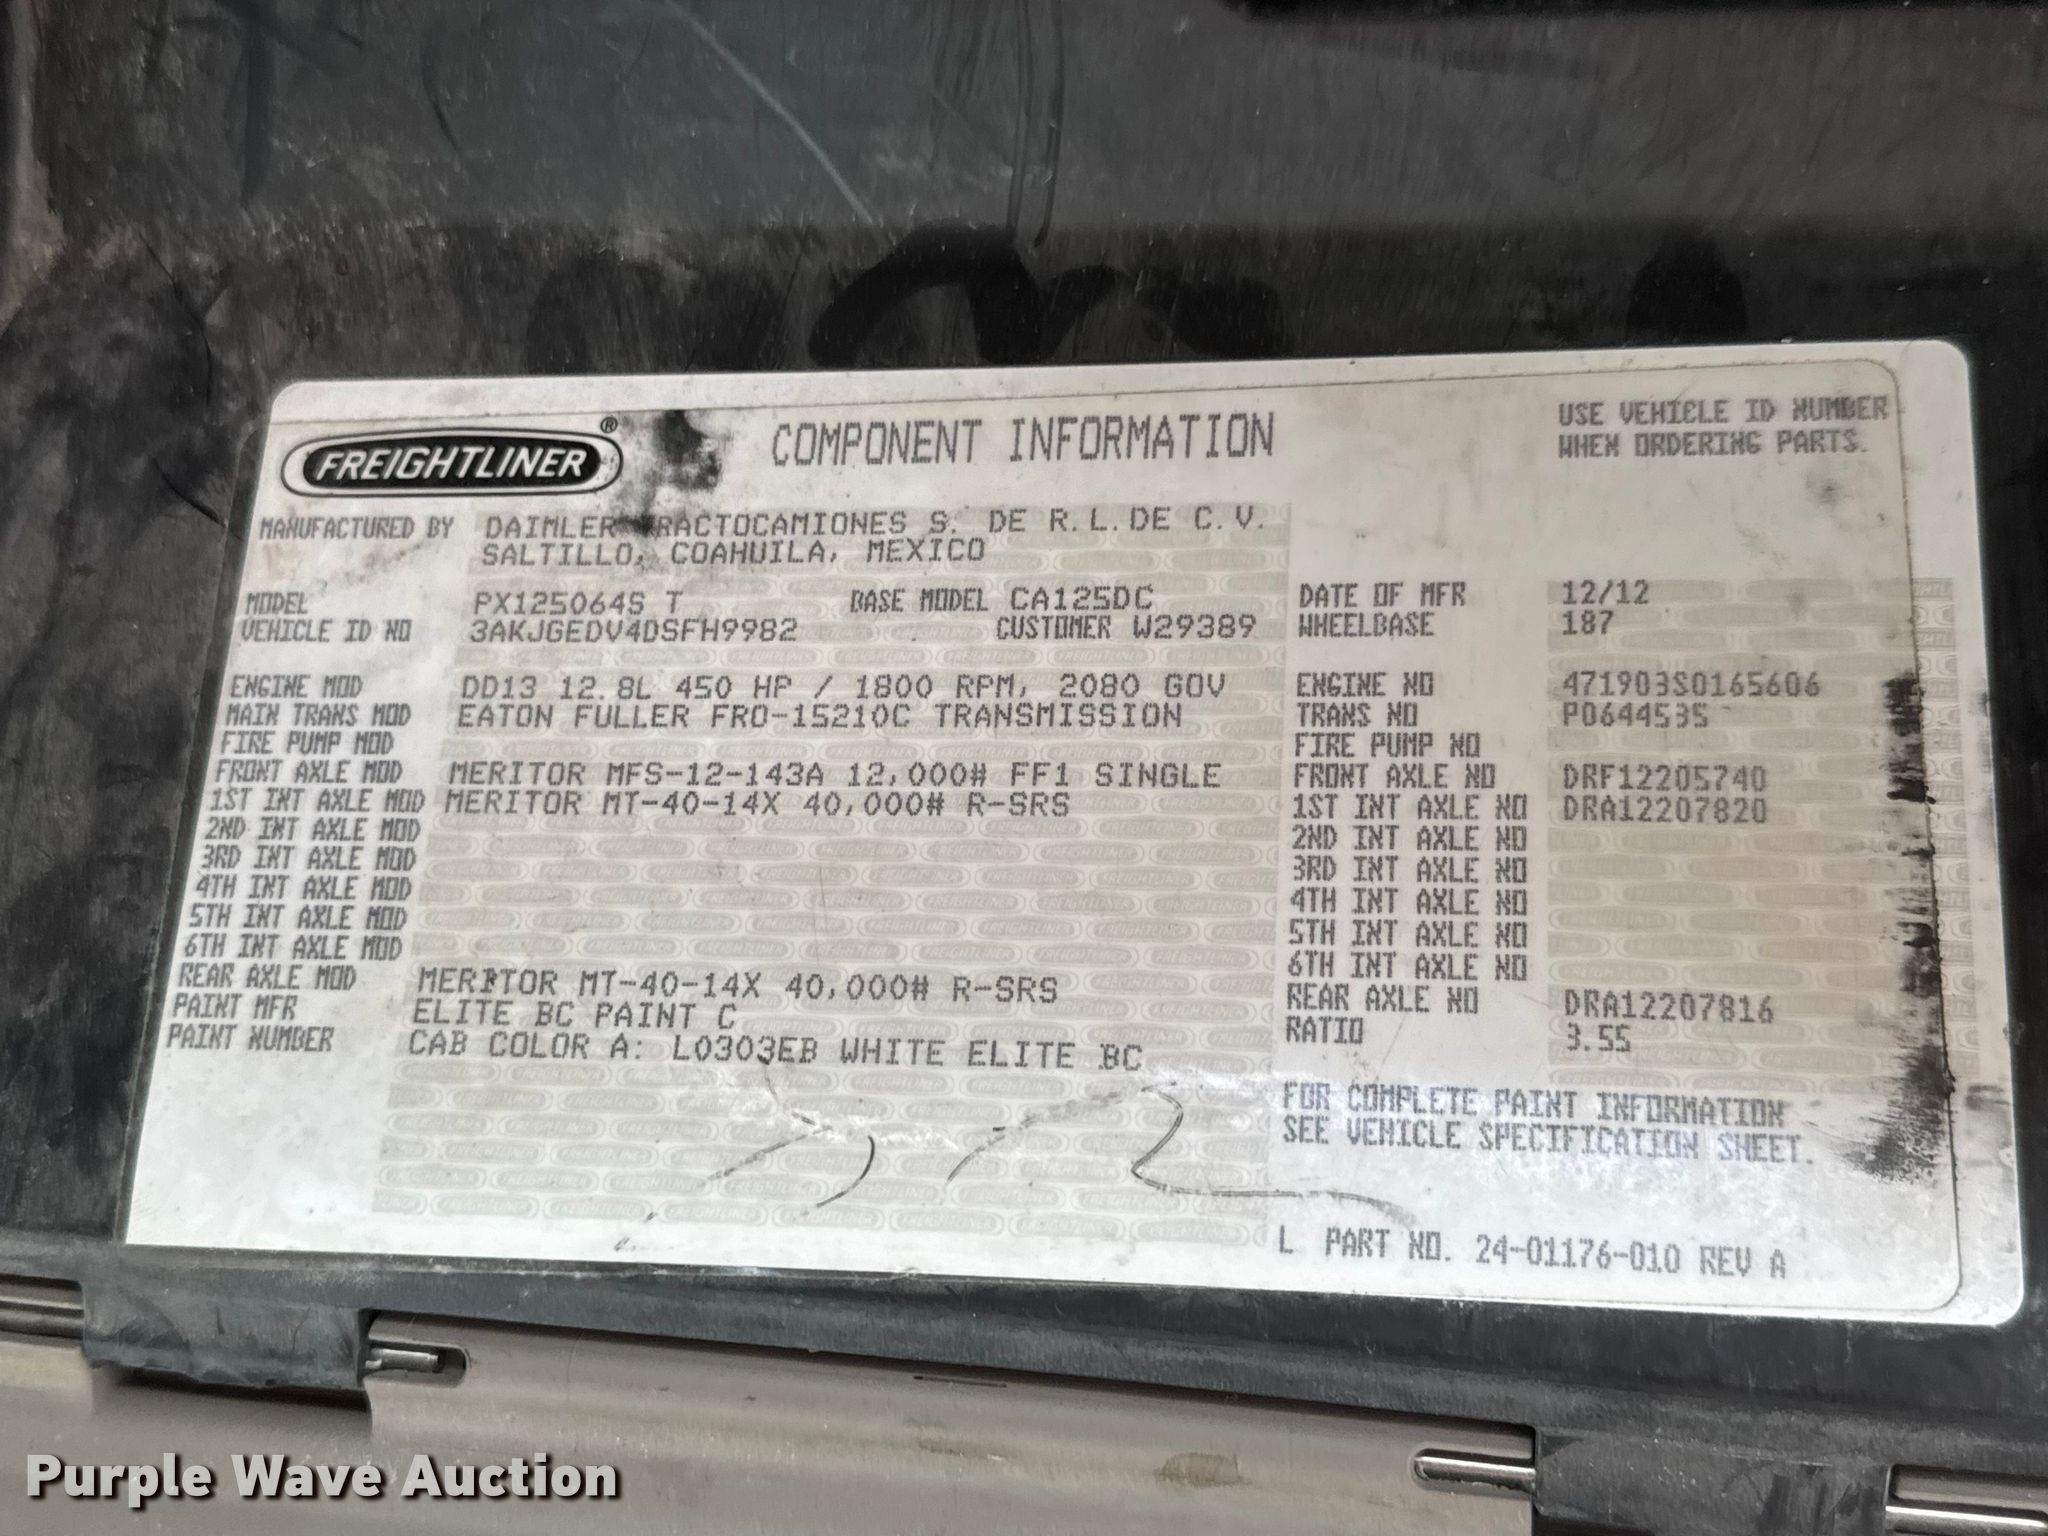 FREIGHTLINER®
COMPONENT INFORMATION
USE VEHICLE ID NUMBER
WHEN ORDERING PARTS.
MANUFACTURED BY DAIMLER TRACTOCAMIONES S. DE R.L.DE C.V.
SALTILLO, COAHUILA, MEXICO
MODEL PX125064S T BASE MODEL CA125DC DATE OF MFR 12/12
VEHICLE ID NO 3AKJGEDV4DSFH9982 CUSTOMER W29389 WHEELBASE 187
ENGINE MOD DD13 12.8L 450 HP / 1800 RPM, 2080 GOV ENGINE NO 471903S0165606
MAIN TRANS MOD EATON FULLER FRO-15210C TRANSMISSION TRANS NO P0644535
FIRE PUMP MOD FIRE PUMP NO
FRONT AXLE MOD MERITOR MFS-12-143A 12,000# FF1 SINGLE FRONT AXLE NO DRF12205740
1ST INT AXLE MOD MERITOR MT-40-14X 40,000# R-SRS 1ST INT AXLE NO DRA12207820
2ND INT AXLE MOD 2ND INT AXLE NO
3RD INT AXLE MOD 3RD INT AXLE NO
4TH INT AXLE MOD 4TH INT AXLE NO
5TH INT AXLE MOD 5TH INT AXLE NO
6TH INT AXLE MOD 6TH INT AXLE NO
REAR AXLE MOD MERITOR MT-40-14X 40,000# R-SRS REAR AXLE NO DRA12207816
PAINT MFR ELITE BC PAINT C RATIO 3.55
PAINT NUMBER CAB COLOR A: L0303EB WHITE ELITE BC
FOR COMPLETE PAINT INFORMATION
SEE VEHICLE SPECIFICATION SHEET.
L PART NO. 24-01176-010 REV A
Purple Wave Auction